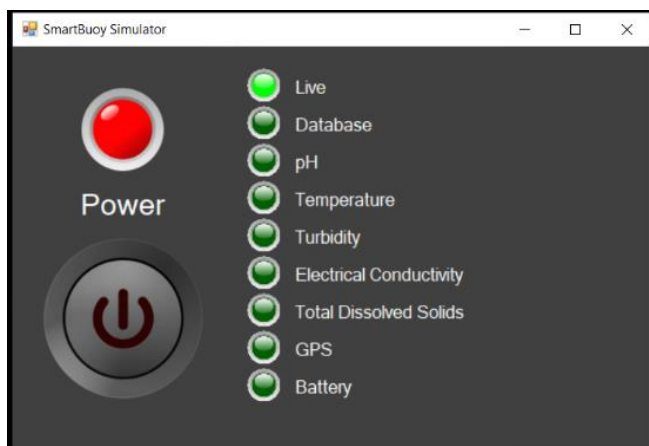 SmartBuoy Simulator
Live
Database
pH
Power
Temperature
Turbidity
Electrical Conductivity
Total Dissolved Solids
GPS
Battery